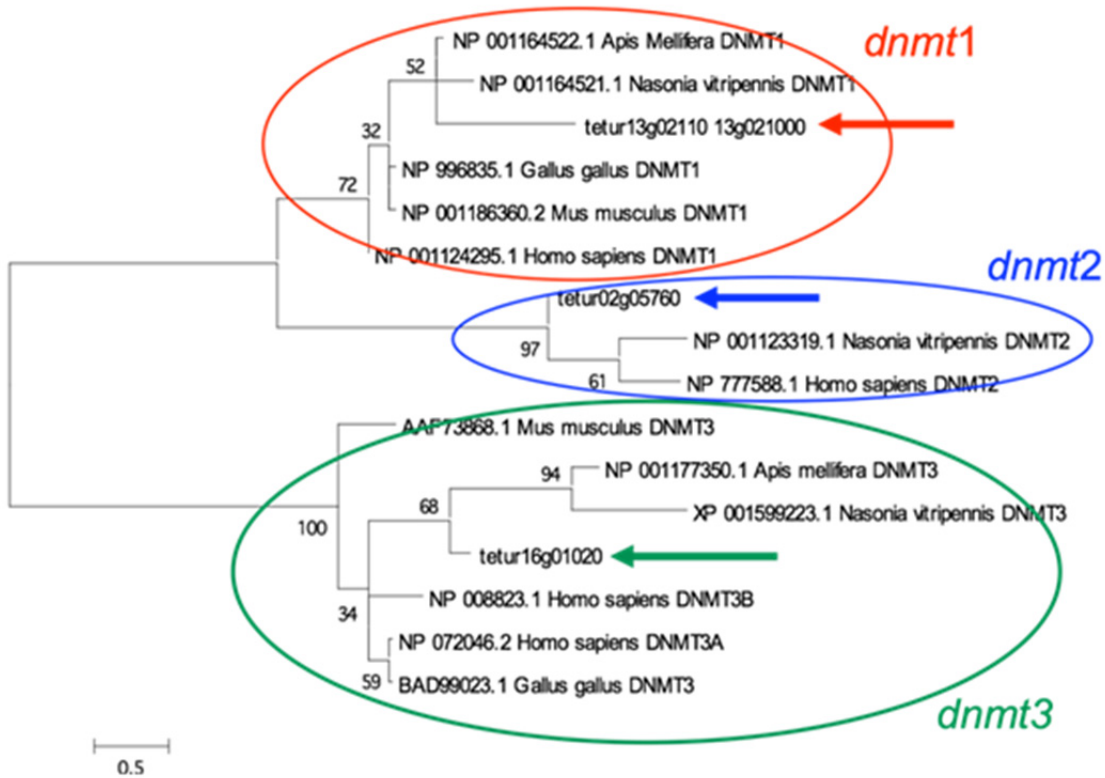 dnmt1
NP 001164522.1 Apis Mellifera DNMT1
52
NP 001164521.1 Nasonia vitripennis DNMT1
tetur13g02110 13g021000
32
NP 996835.1 Gallus gallus DNMT1
72
NP 001186360.2 Mus musculus DNMT1
NP 001124295.1 Homo sapiens DNMT1
dnmt2
tetur02g05760
97
NP 001123319.1 Nasonia vitripennis DNMT2
61
NP 777588.1 Homo sapiens DNMT2
AAF73868.1 Mus musculus DNMT3
94
NP 001177350.1 Apis mellifera DNMT3
68
XP 001599223.1 Nasonia vitripennis DNMT3
100
tetur16g01020
NP 008823.1 Homo sapiens DNMT3B
34
NP 072046.2 Homo sapiens DNMT3A
59
BAD99023.1 Gallus gallus DNMT3
dnmt3
0.5